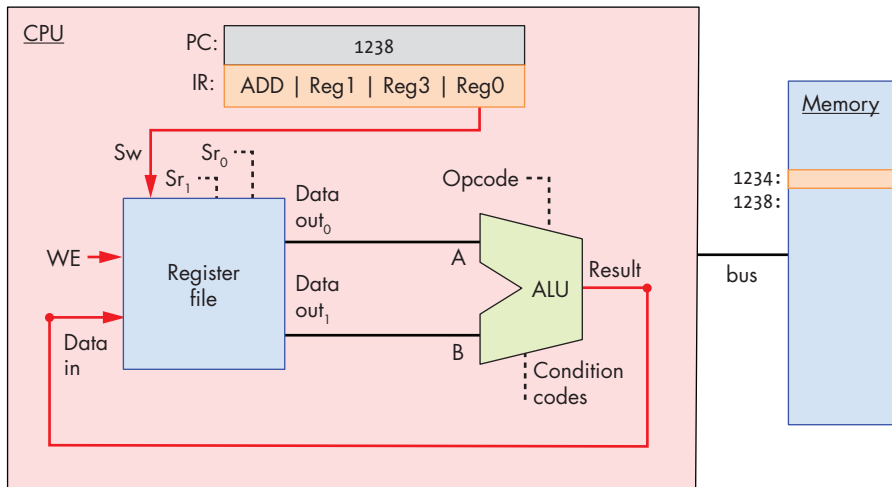 CPU
PC: 1238
IR: ADD | Reg1 | Reg3 | Reg0
Memory
Sw
Sr0
Sr1
Opcode
1234:
1238:
Data
out0
A
WE
Register
file
Data
out1
ALU
Result
bus
Data
in
B
Condition
codes